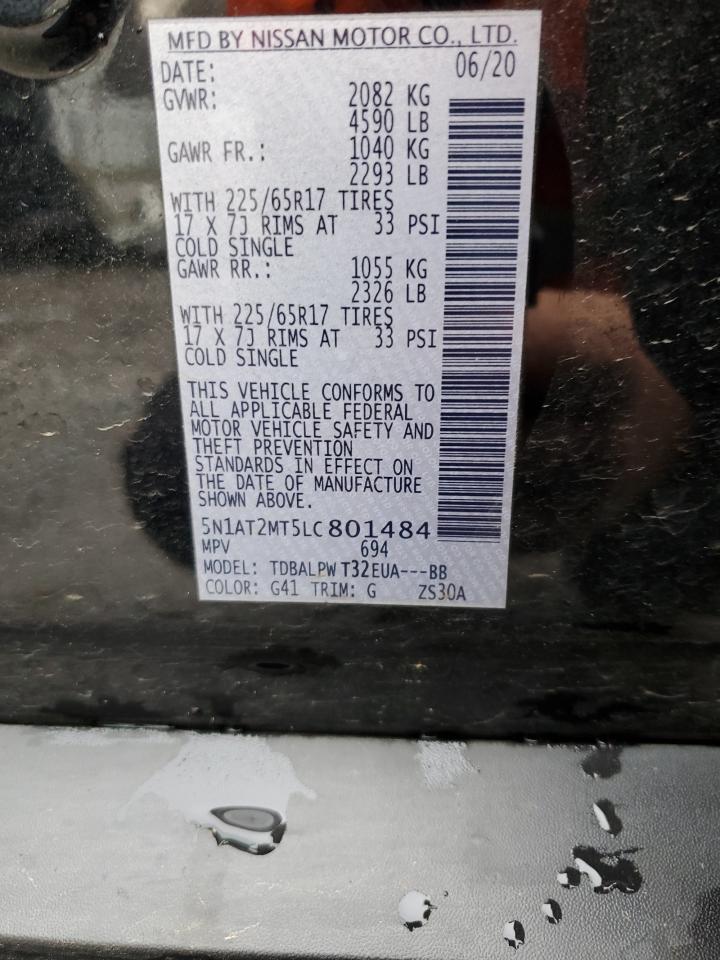 MFD BY NISSAN MOTOR CO., LTD.
DATE: 06/20
GVWR: 2082 KG
4590 LB
GAWR FR.: 1040 KG
2293 LB
WITH 225/65R17 TIRES
17 X 7J RIMS AT 33 PSI
COLD SINGLE
GAWR RR.: 1055 KG
2326 LB
WITH 225/65R17 TIRES
17 X 7J RIMS AT 33 PSI
COLD SINGLE
THIS VEHICLE CONFORMS TO
ALL APPLICABLE FEDERAL
MOTOR VEHICLE SAFETY AND
THEFT PREVENTION
STANDARDS IN EFFECT ON
THE DATE OF MANUFACTURE
SHOWN ABOVE.
5N1AT2MT5LC801484
MPV 694
MODEL: TDBALPW T32EUA---BB
COLOR: G41 TRIM: G ZS30A